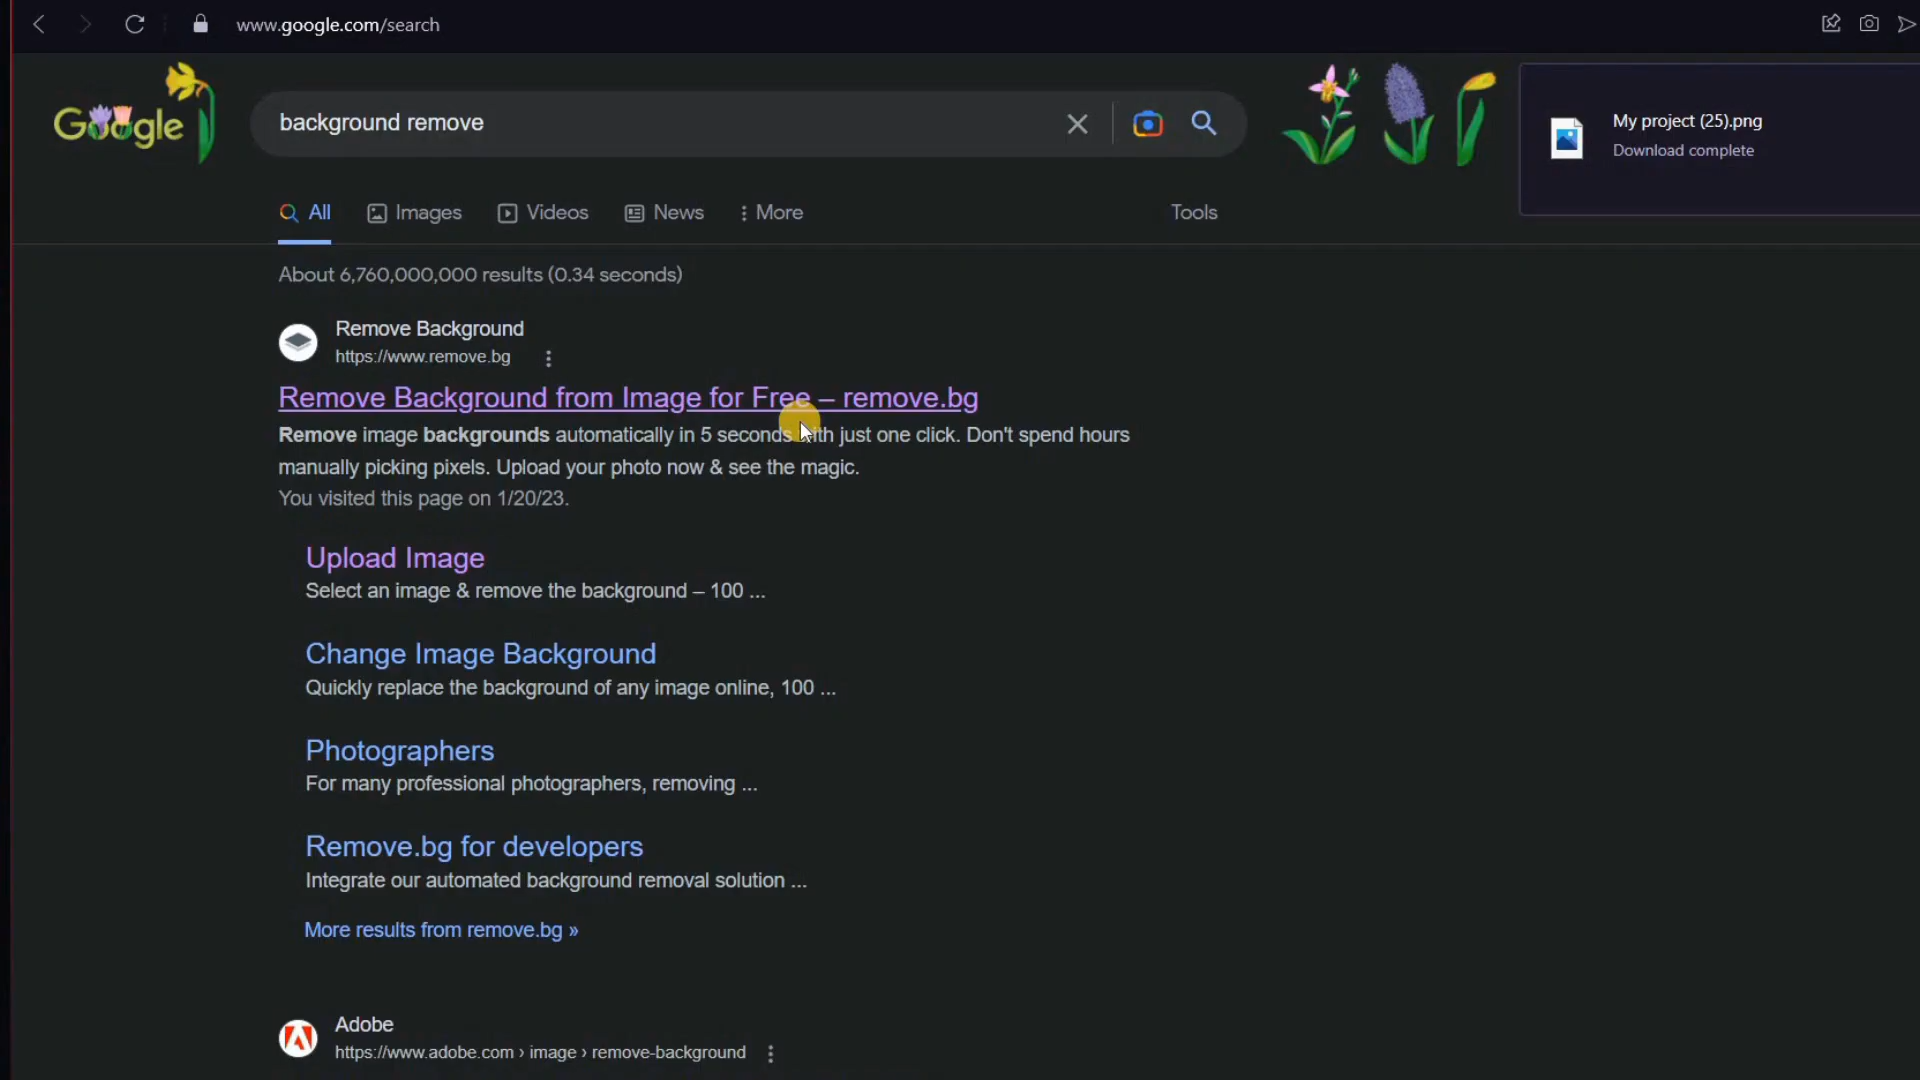 www.google.com/search
Google
background remove
My project (25).png
Download complete
All
Images
Videos
News
More
Tools
About 6,760,000,000 results (0.34 seconds)
Remove Background
https://www.remove.bg
Remove Background from Image for Free – remove.bg
Remove image backgrounds automatically in 5 seconds with just one click. Don't spend hours
manually picking pixels. Upload your photo now & see the magic.
You visited this page on 1/20/23.
Upload Image
Select an image & remove the background – 100 ...
Change Image Background
Quickly replace the background of any image online, 100 ...
Photographers
For many professional photographers, removing ...
Remove.bg for developers
Integrate our automated background removal solution ...
More results from remove.bg »
Adobe
https://www.adobe.com › image › remove-background